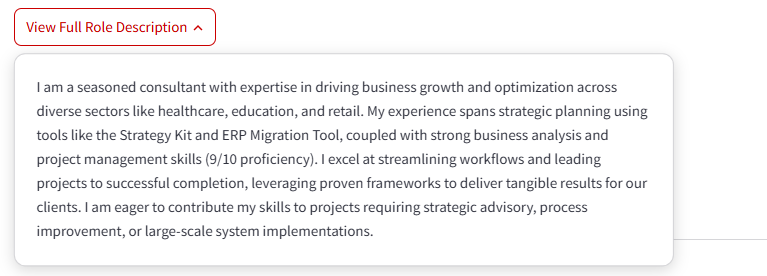 View Full Role Description
I am a seasoned consultant with expertise in driving business growth and optimization across
diverse sectors like healthcare, education, and retail. My experience spans strategic planning using
tools like the Strategy Kit and ERP Migration Tool, coupled with strong business analysis and
project management skills (9/10 proficiency). I excel at streamlining workflows and leading
projects to successful completion, leveraging proven frameworks to deliver tangible results for our
clients. I am eager to contribute my skills to projects requiring strategic advisory, process
improvement, or large-scale system implementations.